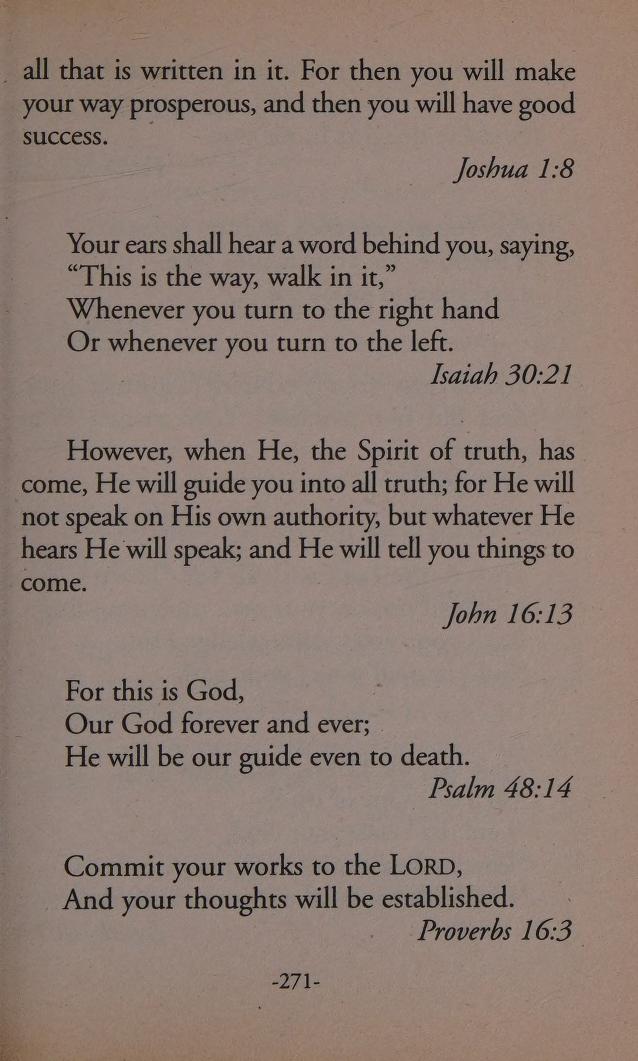 all that is written in it. For then you will make
your way prosperous, and then you will have good
success.
Joshua 1:8
Your ears shall hear a word behind you, saying,
“This is the way, walk in it,”
Whenever you turn to the right hand
Or whenever you turn to the left.
Isaiah 30:21
However, when He, the Spirit of truth, has
come, He will guide you into all truth; for He will
not speak on His own authority, but whatever He
hears He will speak; and He will tell you things to
come.
John 16:13
For this is God,
Our God forever and ever;
He will be our guide even to death.
Psalm 48:14
Commit your works to the LORD,
And your thoughts will be established.
Proverbs 16:3
-271-